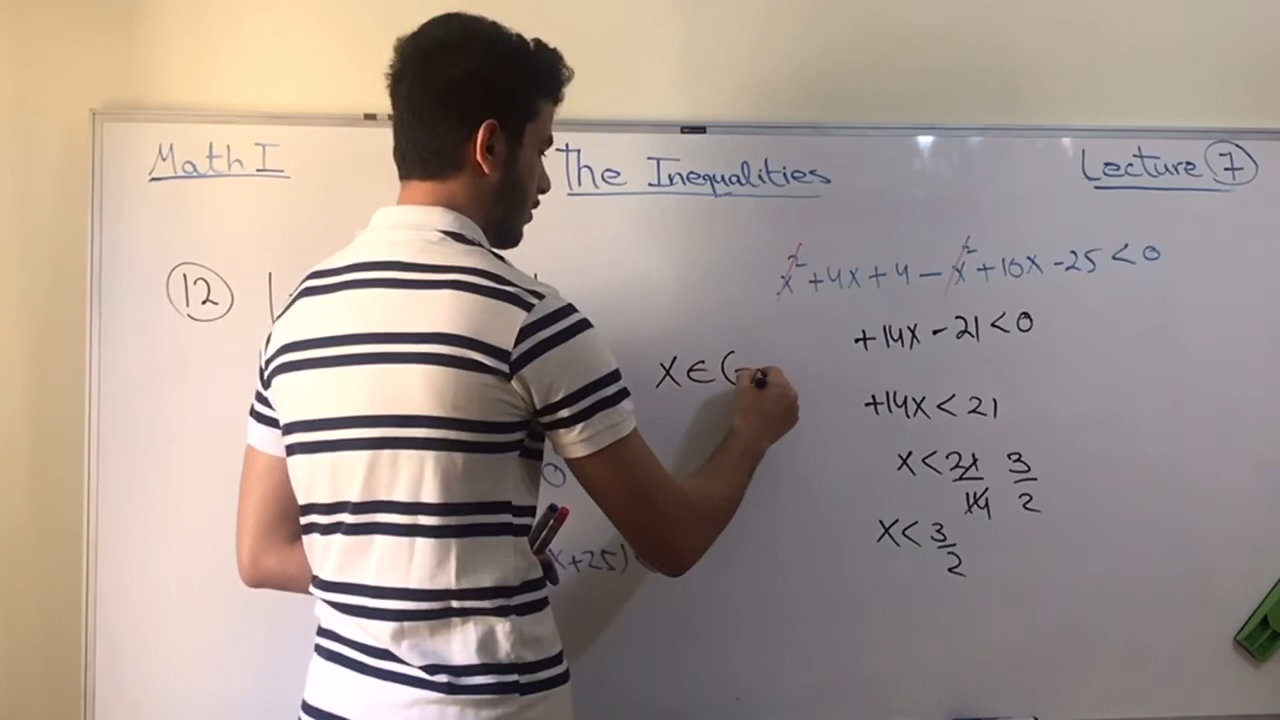 Math I The Inequalities Lecture 7
12
x² + 4x + 4 - x² + 10x - 25 < 0
+14x - 21 < 0
x ∈ (-
+14x < 21
x < 21/14 3/2
x < 3/2
0
x + 25)